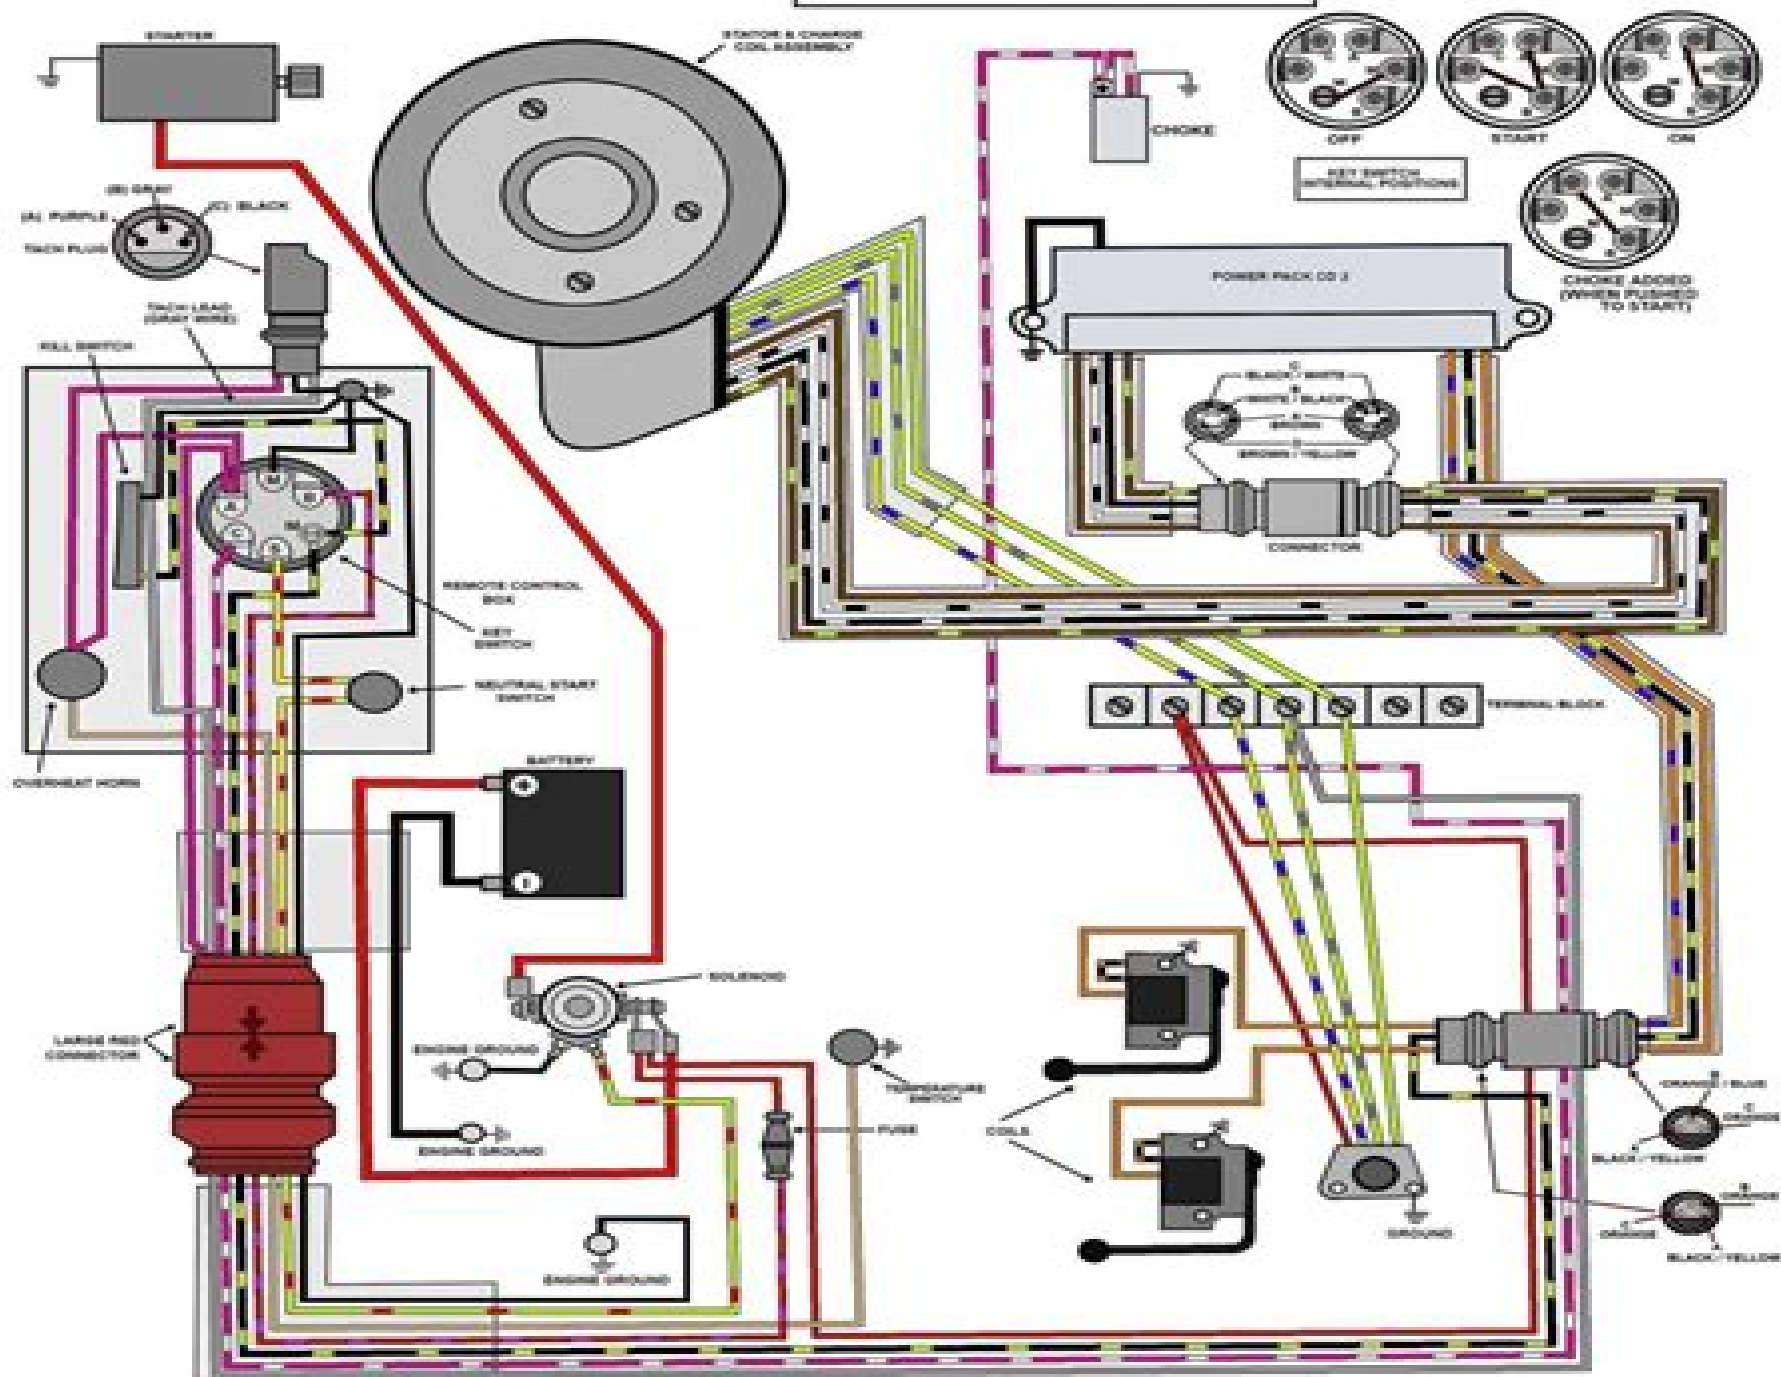 STARTER
STATOR & CHARGE
COIL ASSEMBLY
CHOKE
OFF
START
ON
KEY SWITCH
INTERNAL POSITIONS
CHOKE ADDED
(WHEN PUSHED
TO START)
(B) GRAY
(A) PURPLE
(C) BLACK
TACH PLUG
TACH LEAD
(GRAY WIRE)
KILL SWITCH
POWER PACK CD 2
C
BLACK / WHITE
B
WHITE / BLACK
A
BROWN
D
BROWN / YELLOW
CONNECTOR
M
B
A
M
C
S
REMOTE CONTROL
BOX
KEY
SWITCH
NEUTRAL START
SWITCH
OVERHEAT HORN
TERMINAL BLOCK
BATTERY
SOLENOID
LARGE RED
CONNECTOR
ENGINE GROUND
ENGINE GROUND
TEMPERATURE
SWITCH
FUSE
COILS
ENGINE GROUND
GROUND
ORANGE / BLUE
C
ORANGE
BLACK / YELLOW
B
ORANGE
C
ORANGE
BLACK / YELLOW